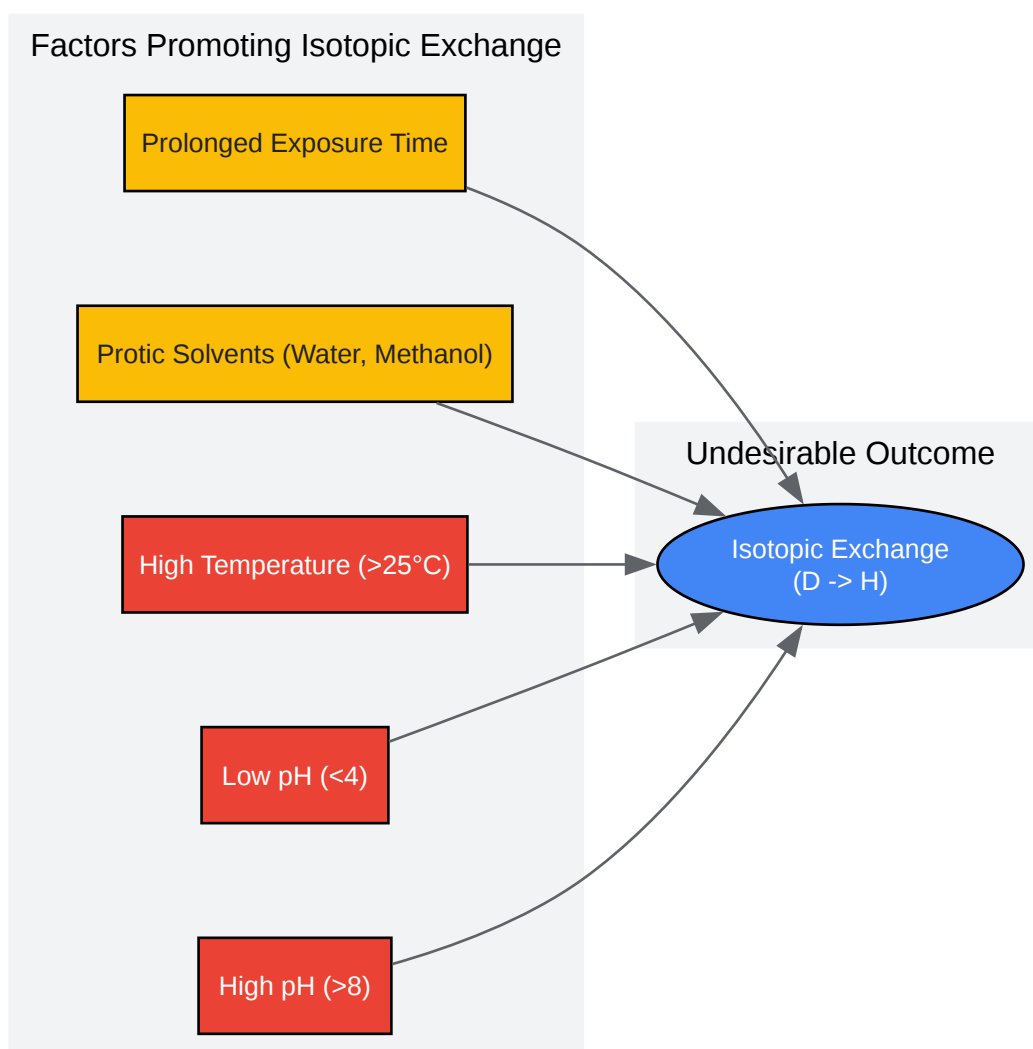 Factors Promoting Isotopic Exchange
Prolonged Exposure Time
Protic Solvents (Water, Methanol)
High Temperature (>25°C)
Low pH (<4)
High pH (>8)
Undesirable Outcome
Isotopic Exchange
(D -> H)